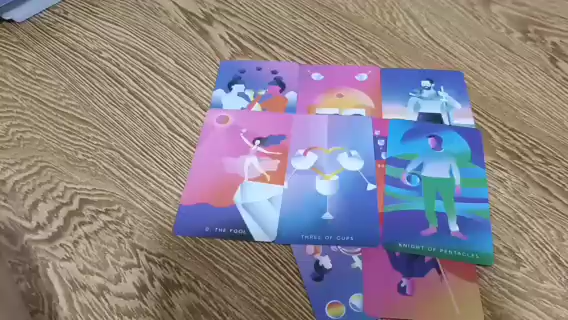 0. THE FOOL
THREE OF CUPS
KNIGHT OF PENTACLES